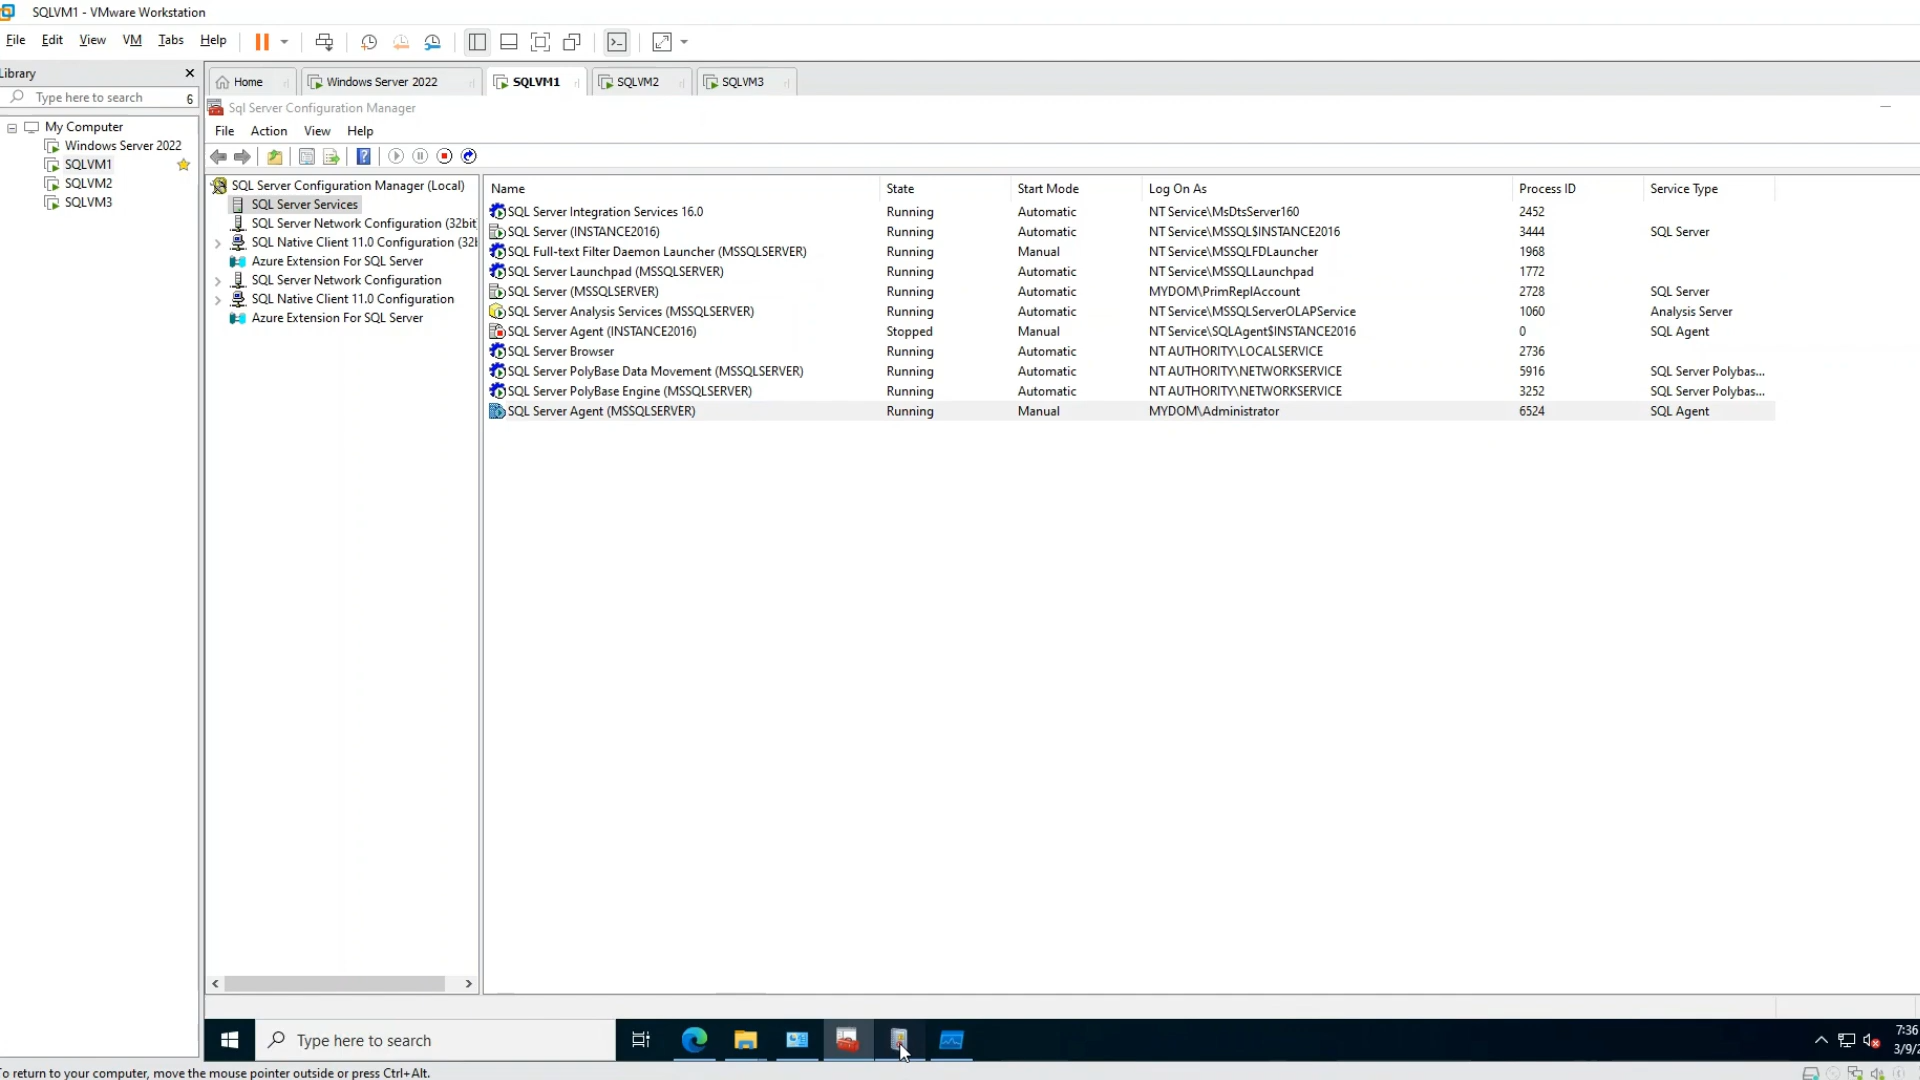 SQLVM1 - VMware Workstation
File Edit View VM Tabs Help
Library
Type here to search 6
My Computer
Windows Server 2022
SQLVM1
SQLVM2
SQLVM3
Home Windows Server 2022 SQLVM1 SQLVM2 SQLVM3
Sql Server Configuration Manager
File Action View Help
SQL Server Configuration Manager (Local)
SQL Server Services
SQL Server Network Configuration (32bit
SQL Native Client 11.0 Configuration (32l
Azure Extension For SQL Server
SQL Server Network Configuration
SQL Native Client 11.0 Configuration
Azure Extension For SQL Server
Name State Start Mode Log On As Process ID Service Type
SQL Server Integration Services 16.0 Running Automatic NT Service\MsDtsServer160 2452
SQL Server (INSTANCE2016) Running Automatic NT Service\MSSQL$INSTANCE2016 3444 SQL Server
SQL Full-text Filter Daemon Launcher (MSSQLSERVER) Running Manual NT Service\MSSQLFDLauncher 1968
SQL Server Launchpad (MSSQLSERVER) Running Automatic NT Service\MSSQLLaunchpad 1772
SQL Server (MSSQLSERVER) Running Automatic MYDOM\PrimReplAccount 2728 SQL Server
SQL Server Analysis Services (MSSQLSERVER) Running Automatic NT Service\MSSQLServerOLAPService 1060 Analysis Server
SQL Server Agent (INSTANCE2016) Stopped Manual NT Service\SQLAgent$INSTANCE2016 0 SQL Agent
SQL Server Browser Running Automatic NT AUTHORITY\LOCALSERVICE 2736
SQL Server PolyBase Data Movement (MSSQLSERVER) Running Automatic NT AUTHORITY\NETWORKSERVICE 5916 SQL Server Polybas...
SQL Server PolyBase Engine (MSSQLSERVER) Running Automatic NT AUTHORITY\NETWORKSERVICE 3252 SQL Server Polybas...
SQL Server Agent (MSSQLSERVER) Running Manual MYDOM\Administrator 6524 SQL Agent
Type here to search
7:36
3/9/2
To return to your computer, move the mouse pointer outside or press Ctrl+Alt.